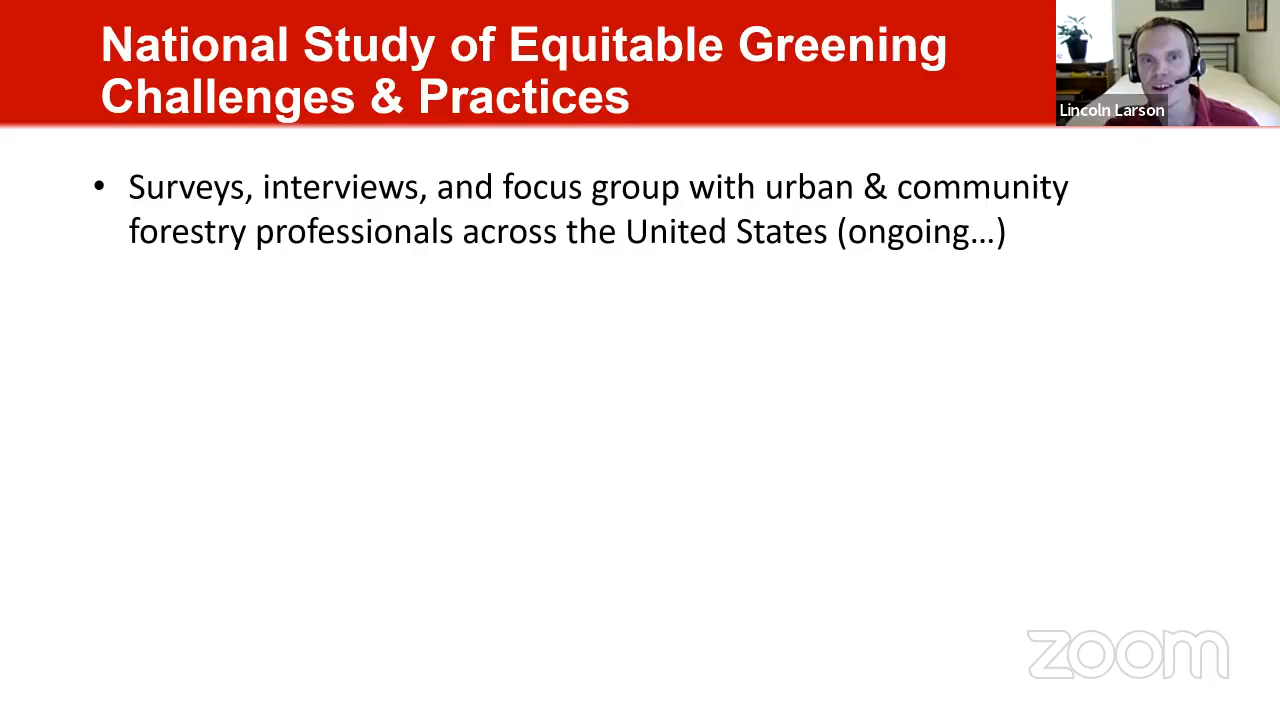 National Study of Equitable Greening
Challenges & Practices
Lincoln Larson
• Surveys, interviews, and focus group with urban & community
forestry professionals across the United States (ongoing…)
zoom